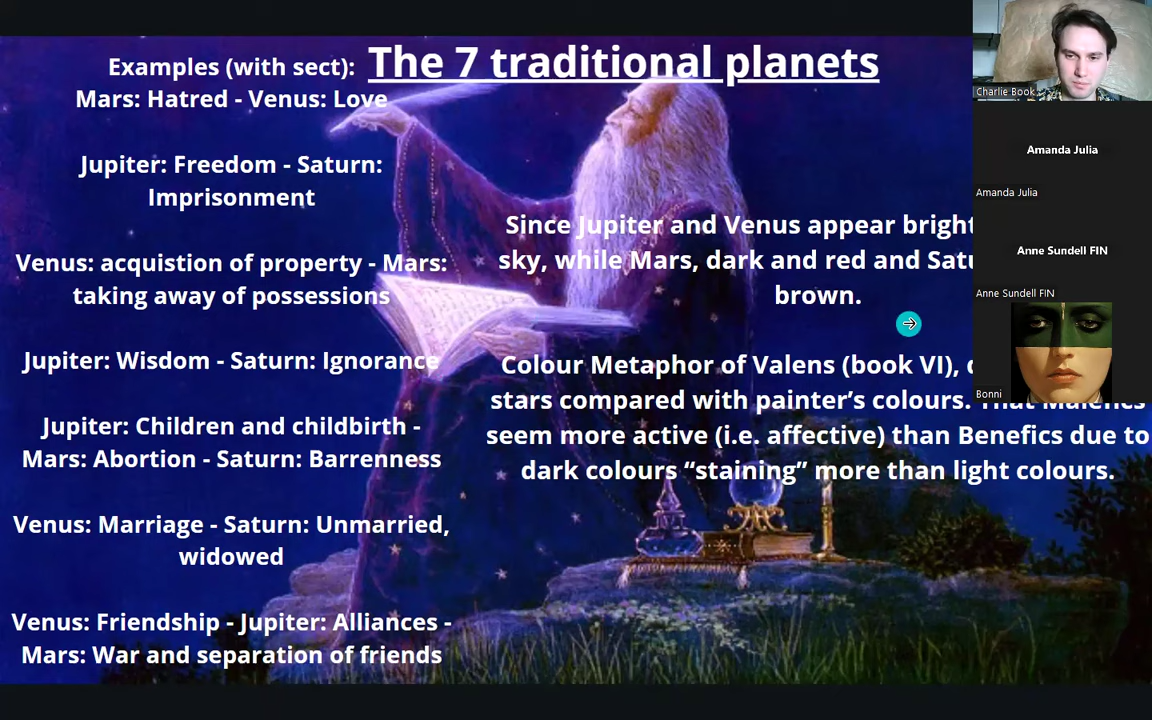 The 7 traditional planets
Examples (with sect):
Mars: Hatred - Venus: Love
Jupiter: Freedom - Saturn:
Imprisonment
Venus: acquistion of property - Mars:
taking away of possessions
Jupiter: Wisdom - Saturn: Ignorance
Jupiter: Children and childbirth -
Mars: Abortion - Saturn: Barrenness
Venus: Marriage - Saturn: Unmarried,
widowed
Venus: Friendship - Jupiter: Alliances -
Mars: War and separation of friends
Since Jupiter and Venus appear bright
sky, while Mars, dark and red and
brown.
Colour Metaphor of Valens (book VI),
stars compared with painter's colours. That Malefics
seem more active (i.e. affective) than Benefics due to
dark colours “staining” more than light colours.
Charlie Book
Amanda Julia
Amanda Julia
Anne Sundell FIN
Anne Sundell FIN
Bonni